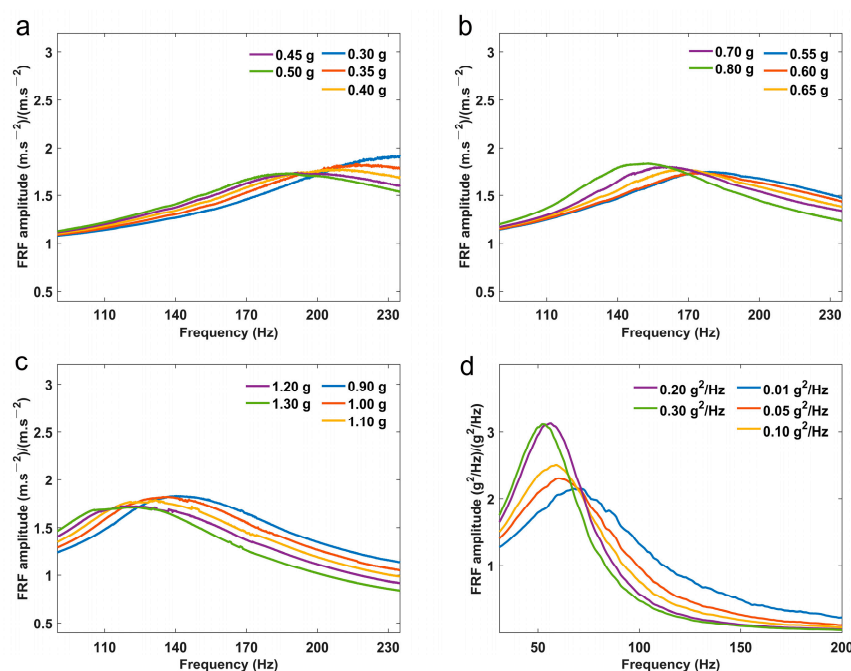 a
FRF amplitude (m.s−2)/(m.s−2)
3
2.5
2
1.5
1
0.5
0.45 g 0.30 g
0.50 g 0.35 g
0.40 g
110 140 170 200 230
Frequency (Hz)
b
FRF amplitude (m.s−2)/(m.s−2)
3
2.5
2
1.5
1
0.5
0.70 g 0.55 g
0.80 g 0.60 g
0.65 g
110 140 170 200 230
Frequency (Hz)
c
FRF amplitude (m.s−2)/(m.s−2)
3
2.5
2
1.5
1
0.5
1.20 g 0.90 g
1.30 g 1.00 g
1.10 g
110 140 170 200 230
Frequency (Hz)
d
FRF amplitude (g²/Hz)/(g²/Hz)
3
2
1
0.20 g²/Hz 0.01 g²/Hz
0.30 g²/Hz 0.05 g²/Hz
0.10 g²/Hz
50 100 150 200
Frequency (Hz)